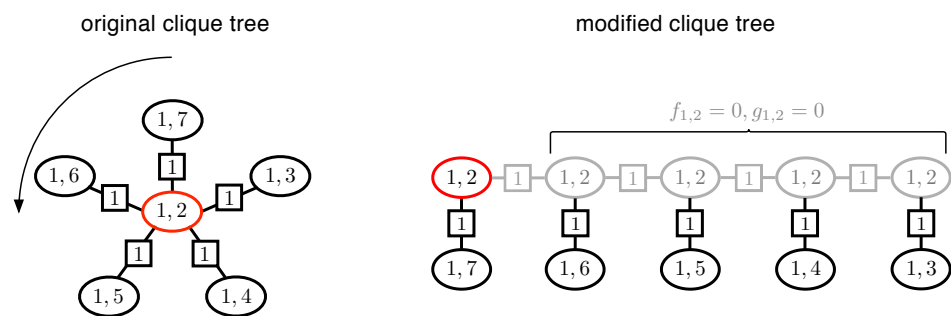 original clique tree
modified clique tree
1, 7
1
1, 6
1
1, 2
1
1, 3
1
1
1, 5
1, 4
f_{1,2} = 0, g_{1,2} = 0
1, 2 1 1, 2 1 1, 2 1 1, 2 1 1, 2
1 1 1 1 1
1, 7 1, 6 1, 5 1, 4 1, 3